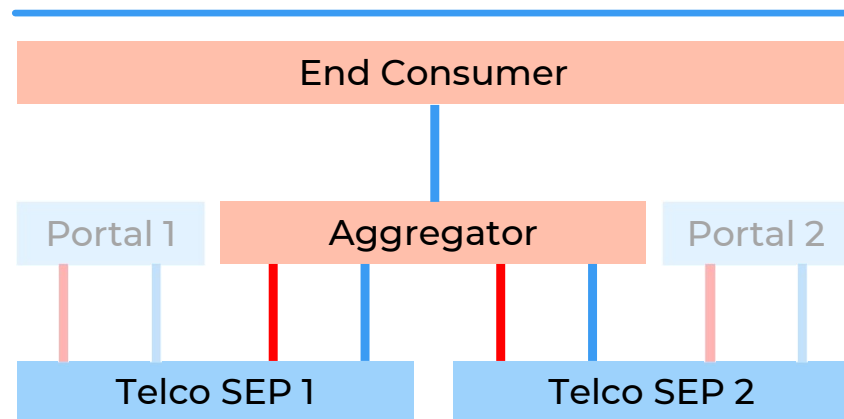 End Consumer
Portal 1
Aggregator
Portal 2
Telco SEP 1
Telco SEP 2